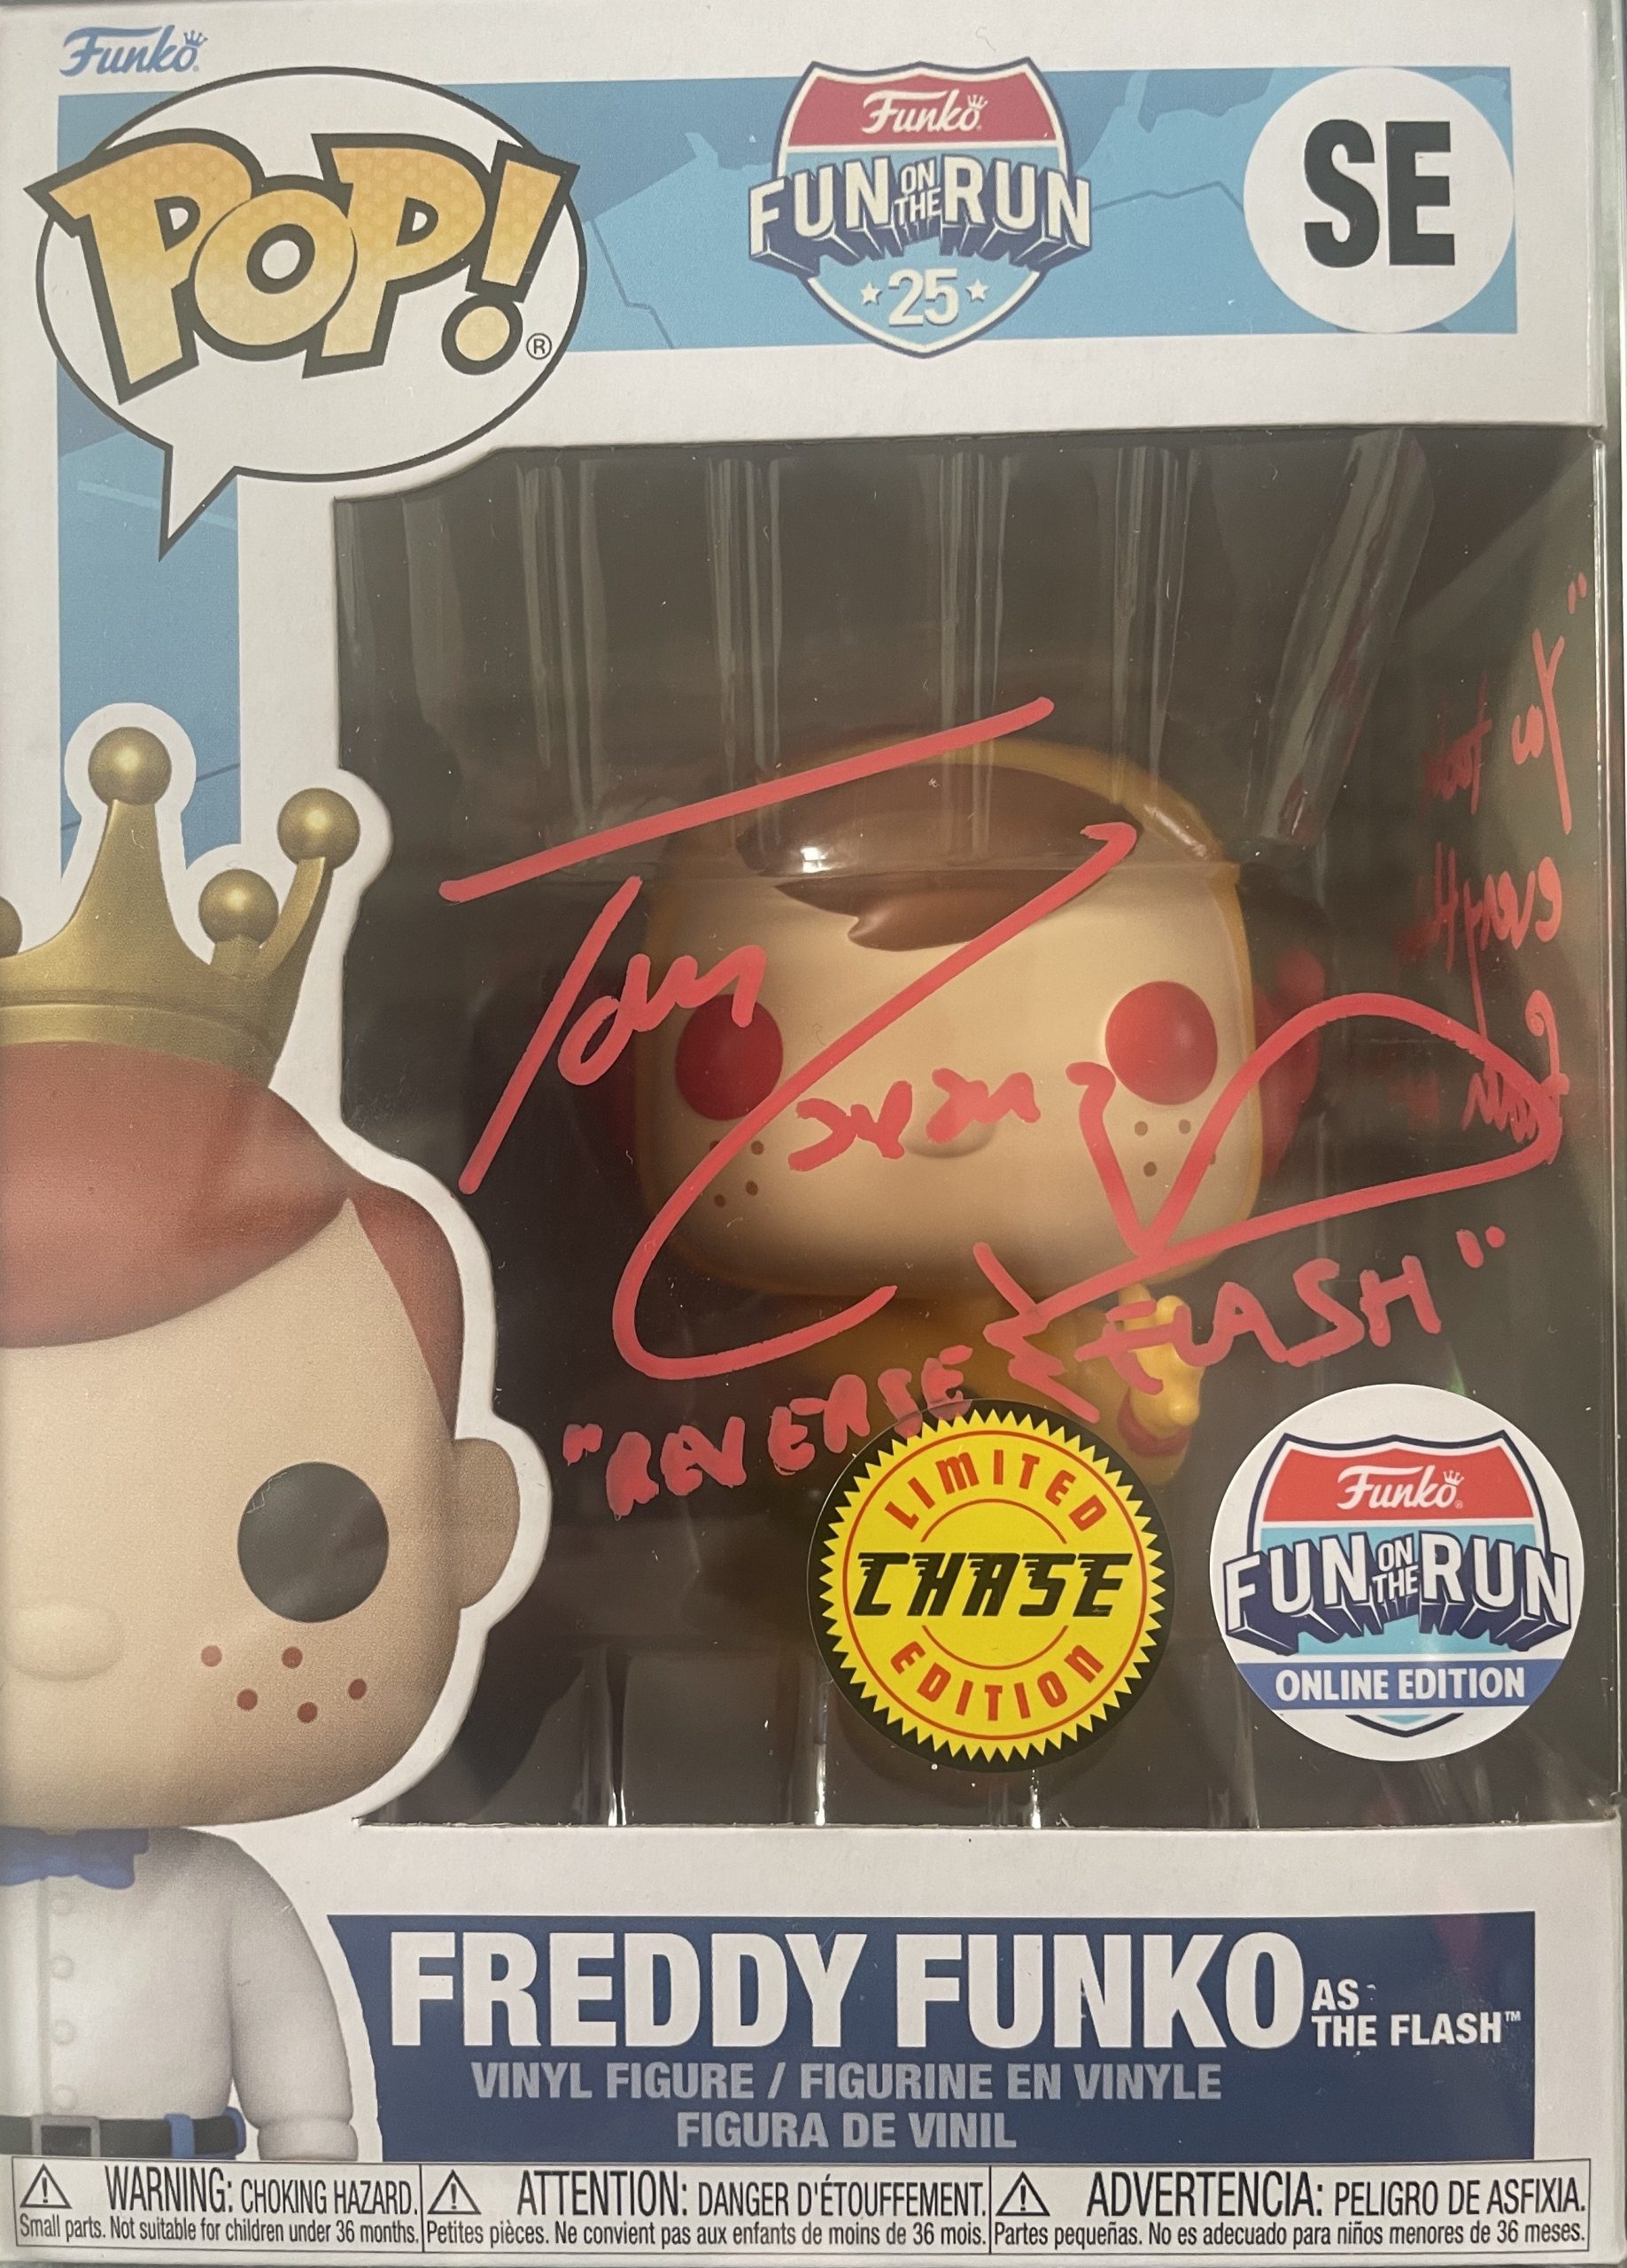 Funko
POP!®
Funko
FUN ON THE RUN
25
SE
Tom
Cavanagh
"REVERSE FLASH"
LIMITED
CHASE
EDITION
Funko
FUN ON THE RUN
ONLINE EDITION
FREDDY FUNKO AS THE FLASH™
VINYL FIGURE / FIGURINE EN VINYLE
FIGURA DE VINIL
WARNING: CHOKING HAZARD.
Small parts. Not suitable for children under 36 months.
ATTENTION: DANGER D'ÉTOUFFEMENT.
Petites pièces. Ne convient pas aux enfants de moins de 36 mois.
ADVERTENCIA: PELIGRO DE ASFIXIA.
Partes pequeñas. No es adecuado para niños menores de 36 meses.